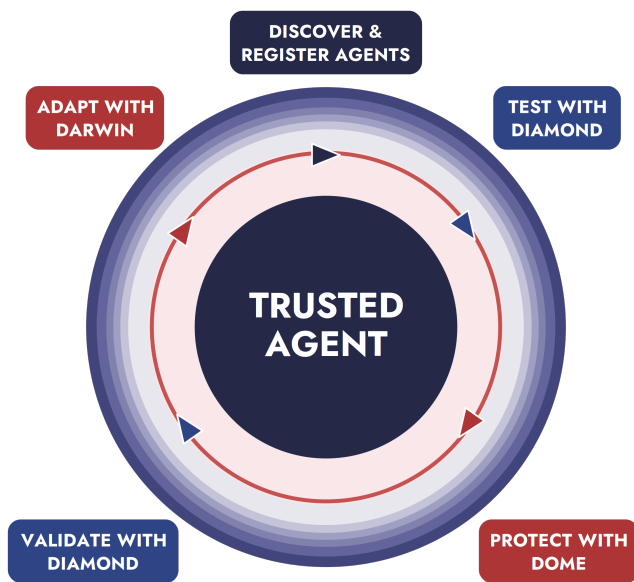 DISCOVER &
REGISTER AGENTS
ADAPT WITH
DARWIN
TEST WITH
DIAMOND
TRUSTED
AGENT
VALIDATE WITH
DIAMOND
PROTECT WITH
DOME